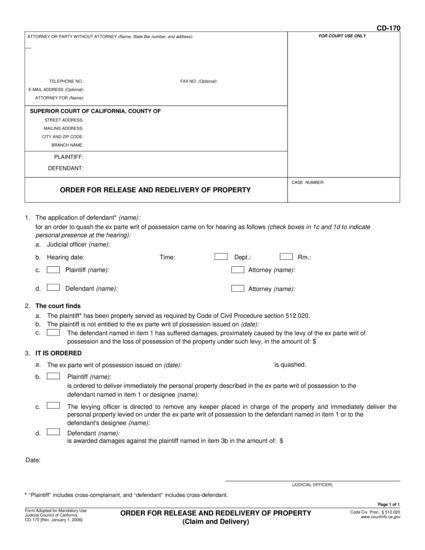 CD-170
ATTORNEY OR PARTY WITHOUT ATTORNEY (Name, State Bar number, and address):
FOR COURT USE ONLY
TELEPHONE NO.: FAX NO. (Optional):
E-MAIL ADDRESS (Optional):
ATTORNEY FOR (Name):
SUPERIOR COURT OF CALIFORNIA, COUNTY OF
STREET ADDRESS:
MAILING ADDRESS:
CITY AND ZIP CODE:
BRANCH NAME:
PLAINTIFF:
DEFENDANT:
ORDER FOR RELEASE AND REDELIVERY OF PROPERTY
CASE NUMBER:
1. The application of defendant* (name):
for an order to quash the ex parte writ of possession came on for hearing as follows (check boxes in 1c and 1d to indicate
personal presence at the hearing):
a. Judicial officer (name):
b. Hearing date: Time: Dept.: Rm.:
c. Plaintiff (name): Attorney (name):
d. Defendant (name): Attorney (name):
2. The court finds
a. The plaintiff* has been properly served as required by Code of Civil Procedure section 512.020.
b. The plaintiff is not entitled to the ex parte writ of possession issued on (date):
c. The defendant named in item 1 has suffered damages, proximately caused by the levy of the ex parte writ of
possession and the loss of possession of the property under such levy, in the amount of: $
3. IT IS ORDERED
a. The ex parte writ of possession issued on (date): is quashed.
b. Plaintiff (name):
is ordered to deliver immediately the personal property described in the ex parte writ of possession to the
defendant named in item 1 or designee (name):
c. The levying officer is directed to remove any keeper placed in charge of the property and immediately deliver the
personal property levied on under the ex parte writ of possession to the defendant named in item 1 or to the
defendant's designee (name):
d. Defendant (name):
is awarded damages against the plaintiff named in item 3b in the amount of: $
Date:
(JUDICIAL OFFICER)
* "Plaintiff" includes cross-complainant, and "defendant" includes cross-defendant.
Page 1 of 1
Form Adopted for Mandatory Use
Judicial Council of California
CD-170 [Rev. January 1, 2006]
ORDER FOR RELEASE AND REDELIVERY OF PROPERTY
(Claim and Delivery)
Code Civ. Proc., § 512.020
www.courtinfo.ca.gov